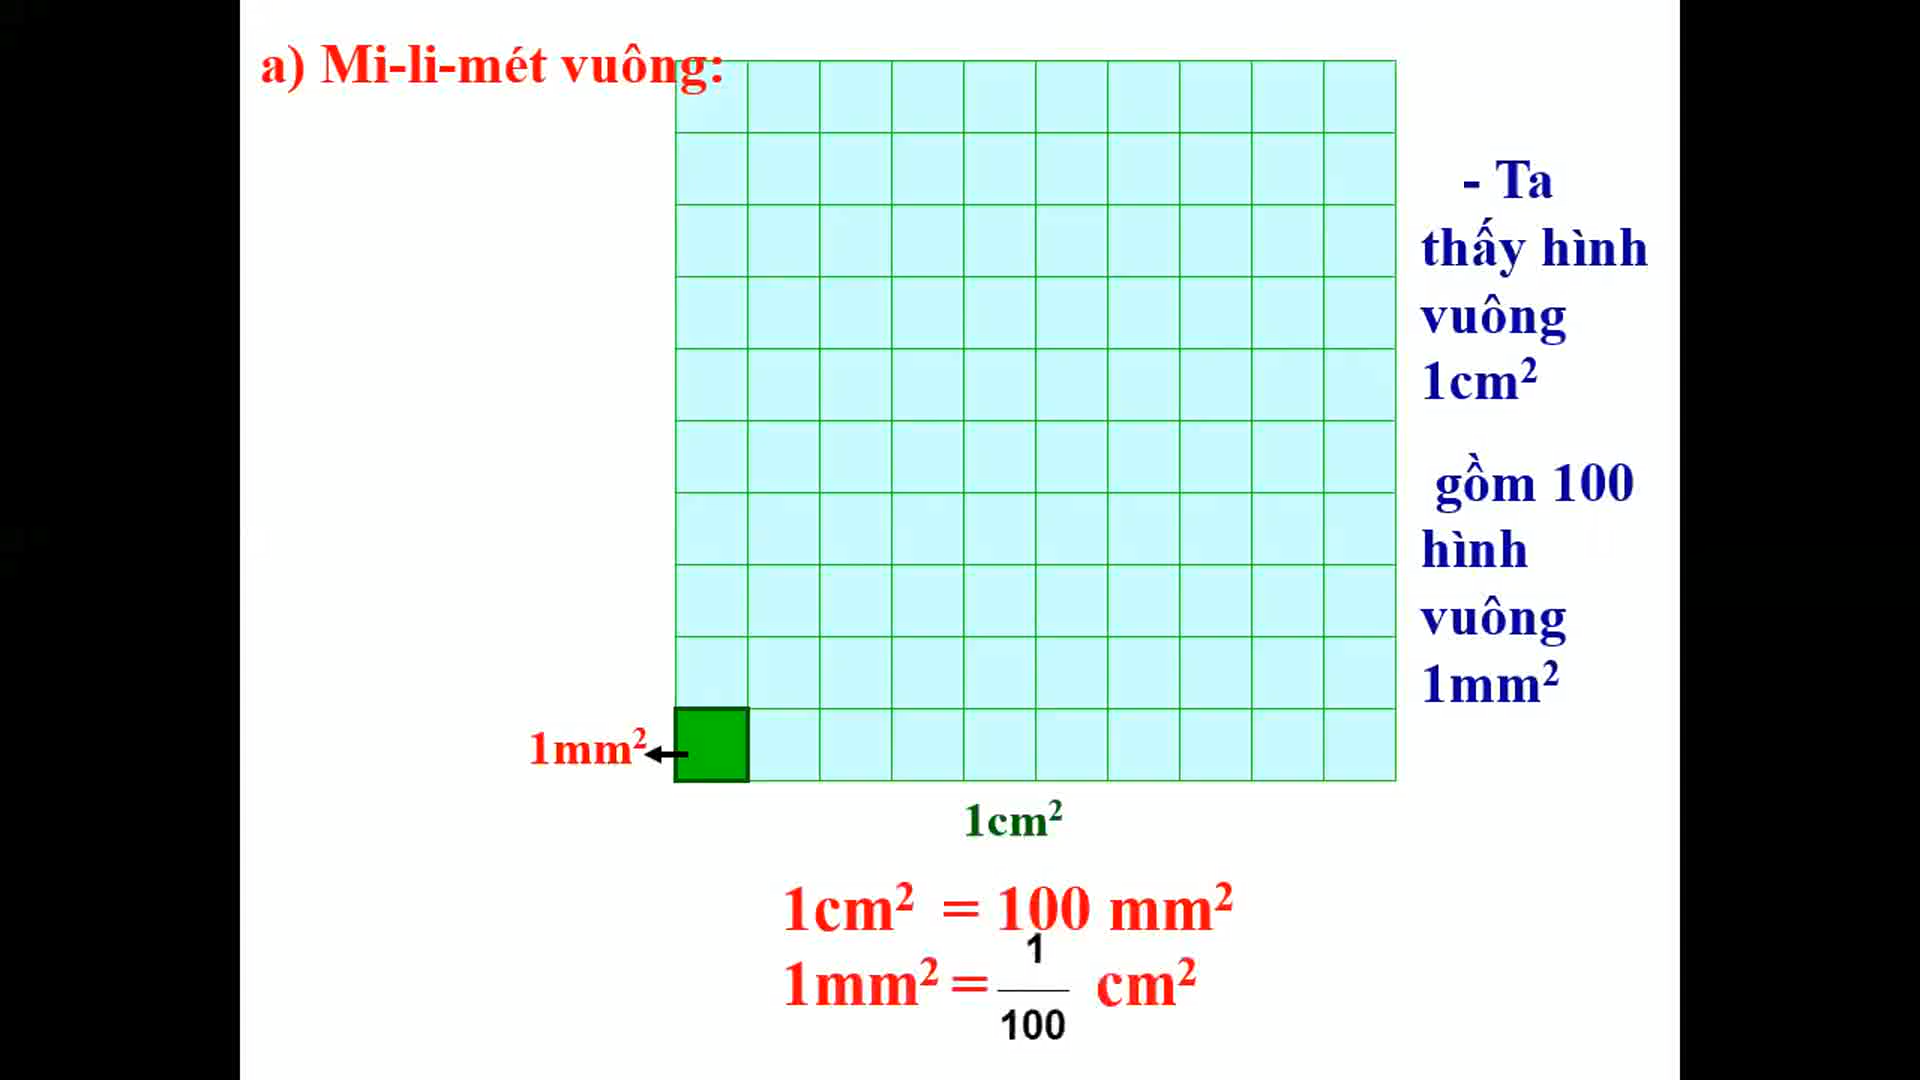 a) Mi-li-mét vuông:
- Ta
thấy hình
vuông
1cm²
gồm 100
hình
vuông
1mm²
1mm²
1cm²
1cm² = 100 mm²
1mm² = 1/100 cm²